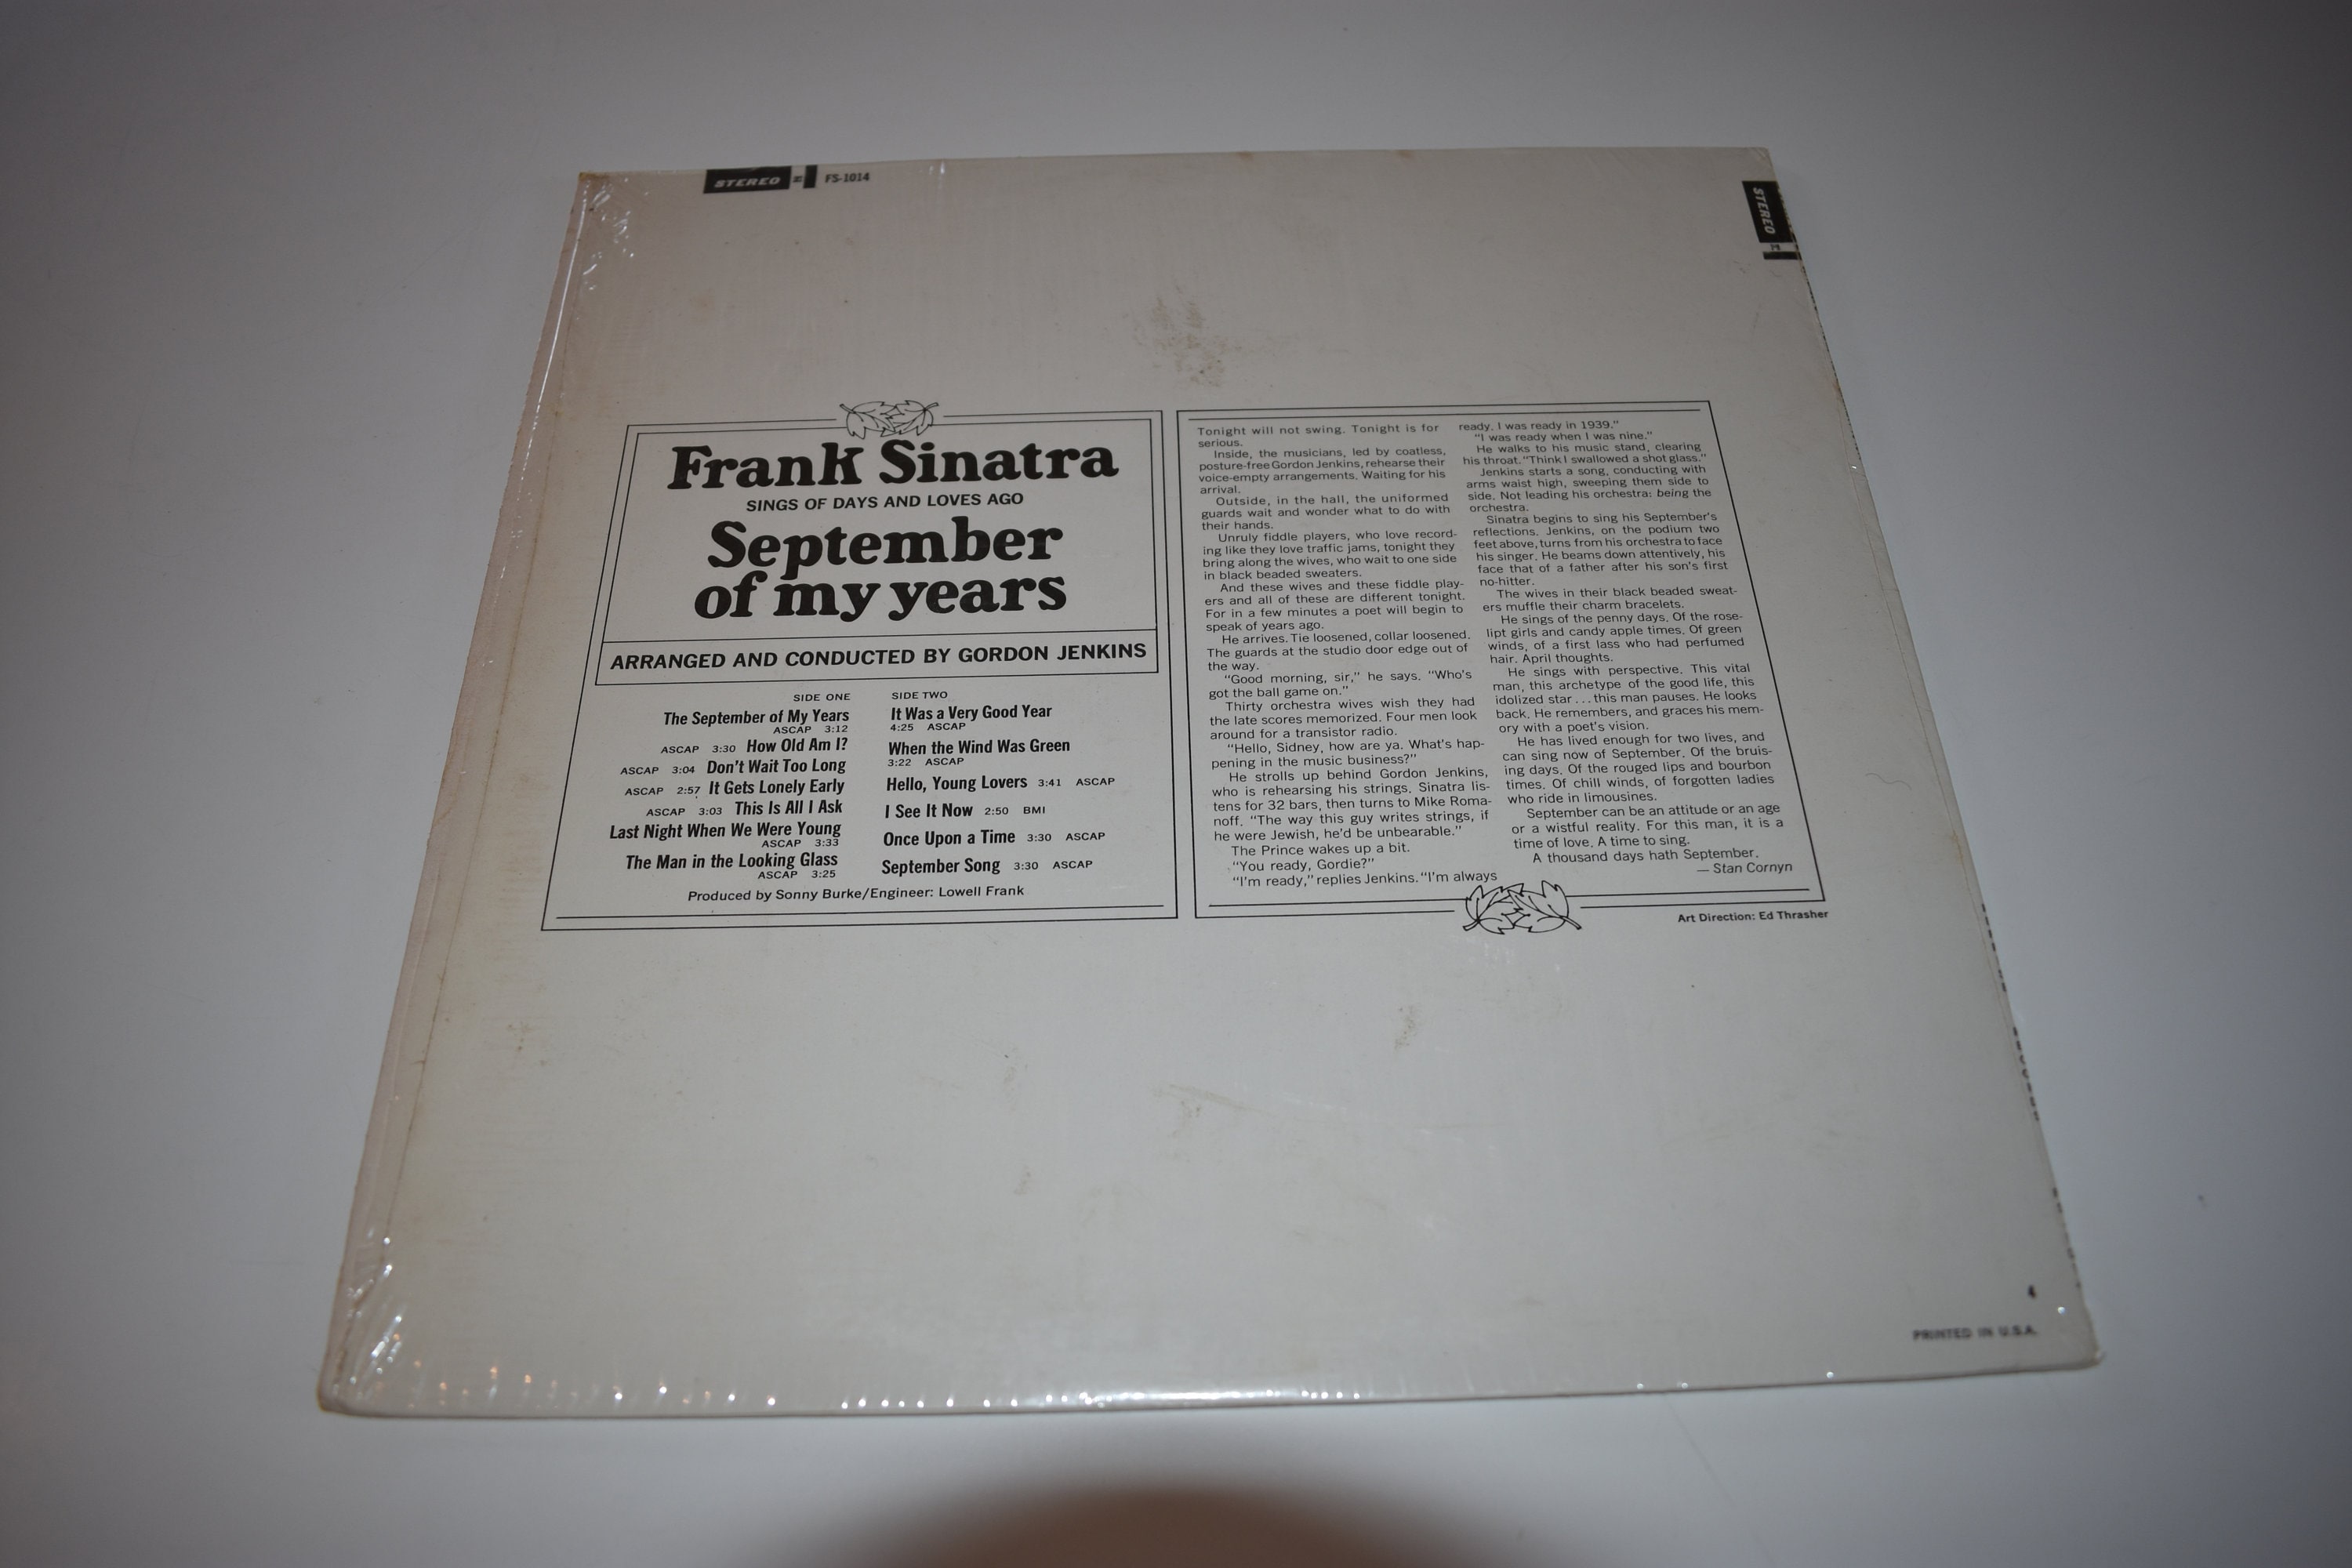 STEREO FS-1014
STEREO
Frank Sinatra
SINGS OF DAYS AND LOVES AGO
September
of my years
ARRANGED AND CONDUCTED BY GORDON JENKINS
SIDE ONE
The September of My Years
ASCAP 3:12
ASCAP 3:30 How Old Am I?
ASCAP 3:04 Don't Wait Too Long
ASCAP 2:57 It Gets Lonely Early
ASCAP 3:03 This Is All I Ask
Last Night When We Were Young
ASCAP 3:33
The Man in the Looking Glass
ASCAP 3:25
SIDE TWO
It Was a Very Good Year
4:25 ASCAP
When the Wind Was Green
3:22 ASCAP
Hello, Young Lovers 3:41 ASCAP
I See It Now 2:50 BMI
Once Upon a Time 3:30 ASCAP
September Song 3:30 ASCAP
Produced by Sonny Burke/Engineer: Lowell Frank
Tonight will not swing. Tonight is for
serious.
Inside, the musicians, led by coatless,
posture-free Gordon Jenkins, rehearse their
voice-empty arrangements. Waiting for his
arrival.
Outside, in the hall, the uniformed
guards wait and wonder what to do with
their hands.
Unruly fiddle players, who love record-
ing like they love traffic jams, tonight they
bring along the wives, who wait to one side
in black beaded sweaters.
And these wives and these fiddle play-
ers and all of these are different tonight.
For in a few minutes a poet will begin to
speak of years ago.
He arrives. Tie loosened, collar loosened.
The guards at the studio door edge out of
the way.
"Good morning, sir," he says. "Who's
got the ball game on."
Thirty orchestra wives wish they had
the late scores memorized. Four men look
around for a transistor radio.
"Hello, Sidney, how are ya. What's hap-
pening in the music business?"
He strolls up behind Gordon Jenkins,
who is rehearsing his strings. Sinatra lis-
tens for 32 bars, then turns to Mike Roma-
noff. "The way this guy writes strings, if
he were Jewish, he'd be unbearable."
The Prince wakes up a bit.
"You ready, Gordie?"
"I'm ready," replies Jenkins. "I'm always
ready. I was ready in 1939."
"I was ready when I was nine."
He walks to his music stand, clearing
his throat. "Think I swallowed a shot glass."
Jenkins starts a song, conducting with
arms waist high, sweeping them side to
side. Not leading his orchestra: being the
orchestra.
Sinatra begins to sing his September's
reflections. Jenkins, on the podium two
feet above, turns from his orchestra to face
his singer. He beams down attentively, his
face that of a father after his son's first
no-hitter.
The wives in their black beaded sweat-
ers muffle their charm bracelets.
He sings of the penny days. Of the rose-
lipt girls and candy apple times. Of green
winds, of a first lass who had perfumed
hair. April thoughts.
He sings with perspective. This vital
man, this archetype of the good life, this
idolized star . . . this man pauses. He looks
back. He remembers, and graces his mem-
ory with a poet's vision.
He has lived enough for two lives, and
can sing now of September. Of the bruis-
ing days. Of the rouged lips and bourbon
times. Of chill winds, of forgotten ladies
who ride in limousines.
September can be an attitude or an age
or a wistful reality. For this man, it is a
time of love. A time to sing.
A thousand days hath September.
— Stan Cornyn
Art Direction: Ed Thrasher
4
PRINTED IN U.S.A.